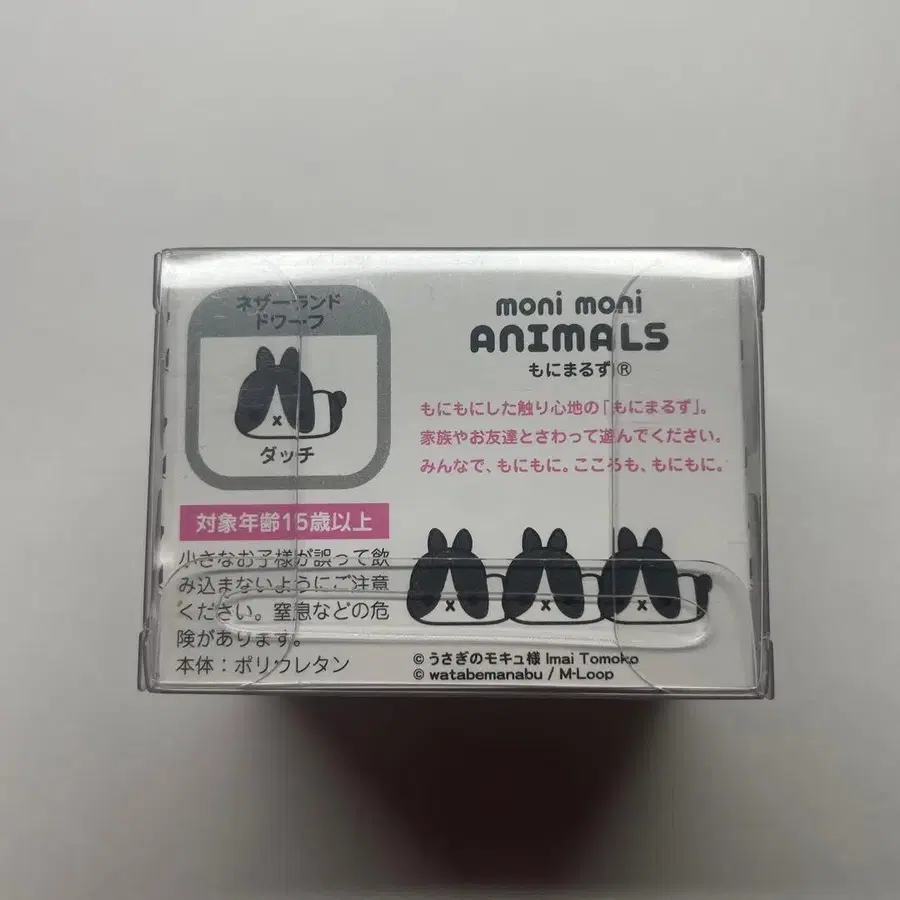 ネザーランド
ドワーフ
ダッチ
moni moni
ANIMALS
もにまるず®
もにもにした触り心地の「もにまるず」。
家族やお友達とさわって遊んでください。
みんなで、もにもに。こころも、もにもに。
対象年齢15歳以上
小さなお子様が誤って飲
み込まないようにご注意
ください。窒息などの危
険があります。
本体：ポリウレタン
© うさぎのモキュ様 Imai Tomoko
© watabemanabu / M-Loop